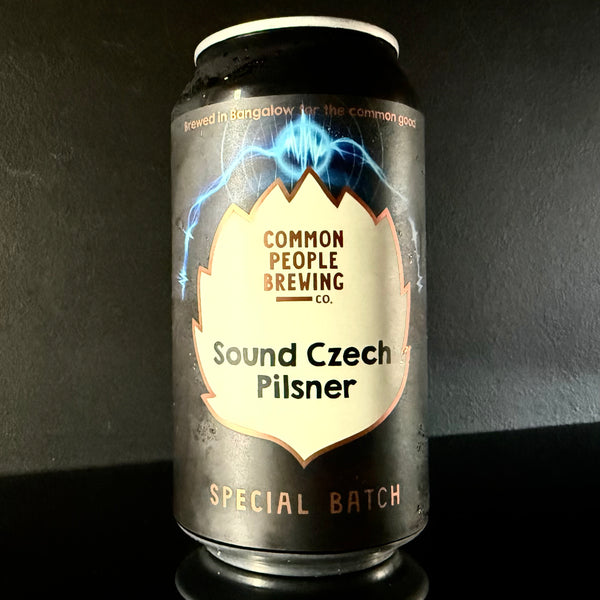 Brewed in Bangalow for the common good
COMMON
PEOPLE
BREWING
CO.
Sound Czech
Pilsner
SPECIAL BATCH